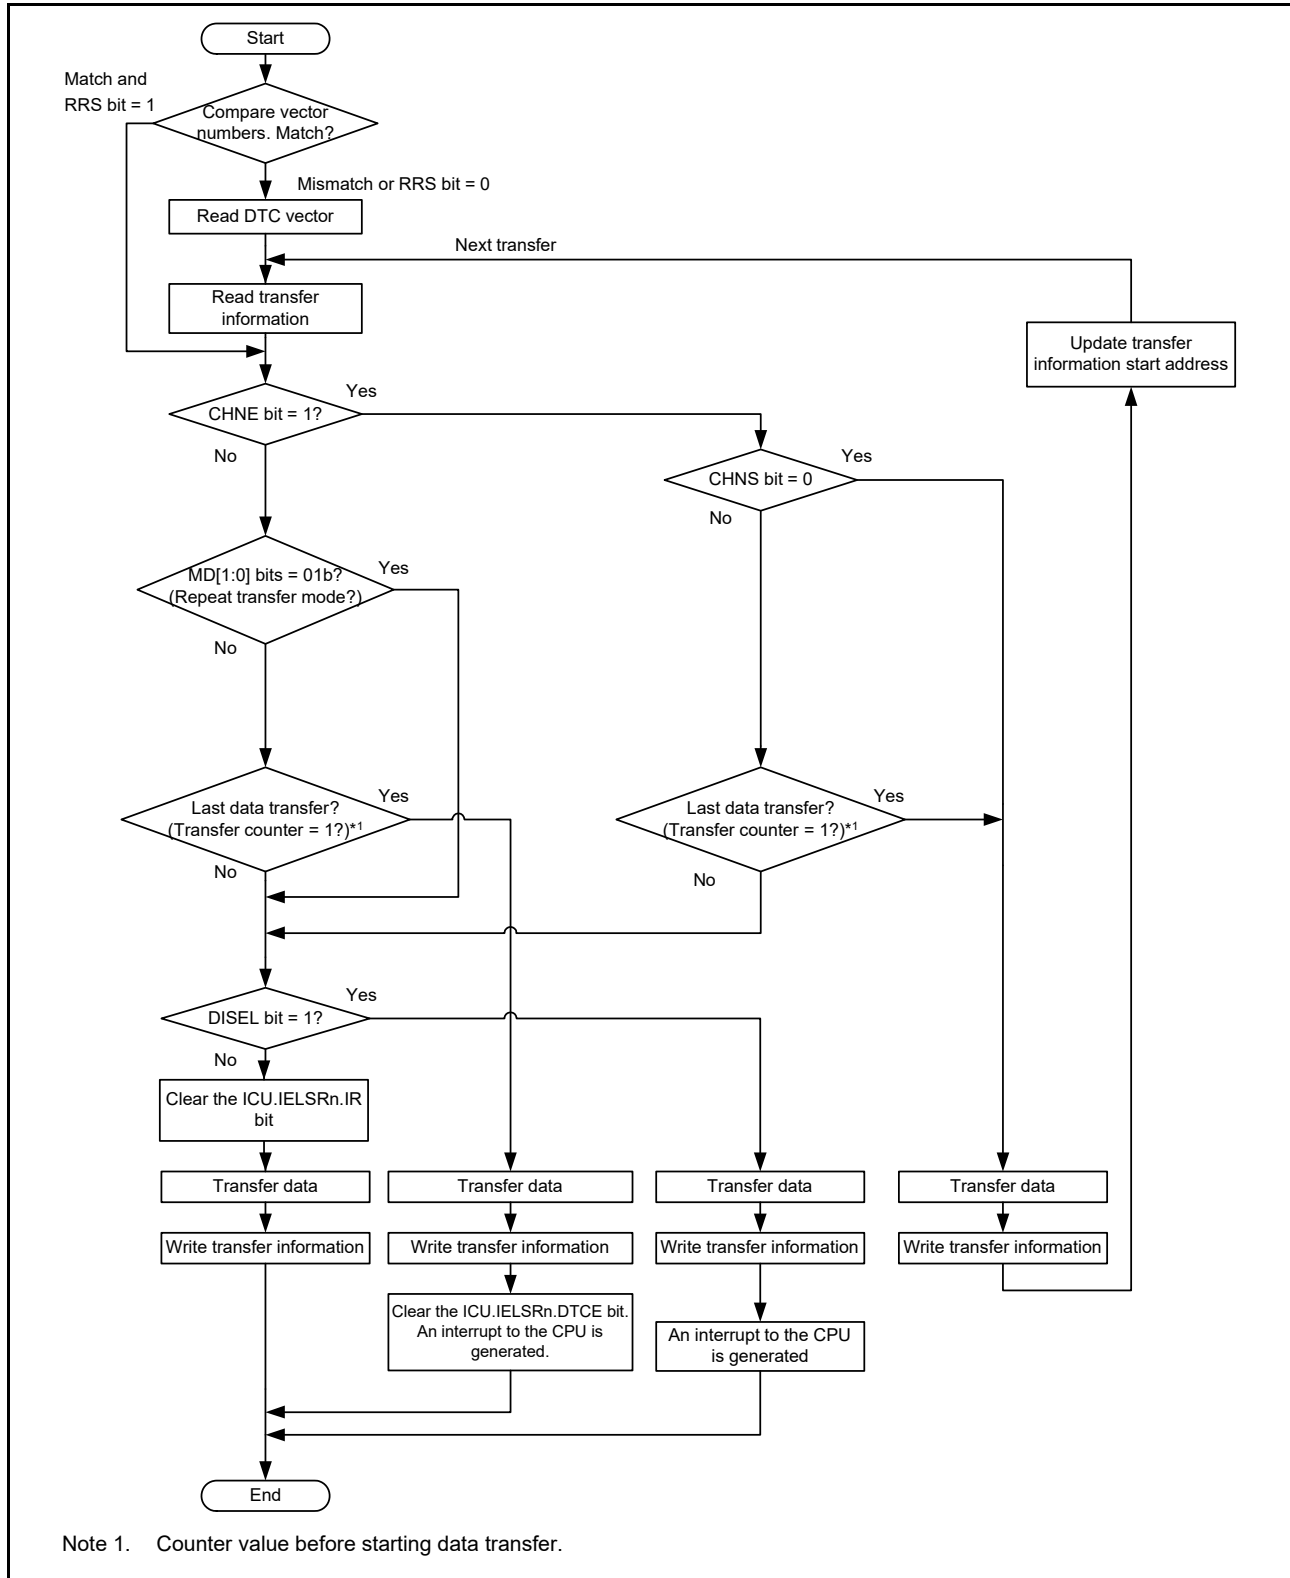 Start
Match and
RRS bit = 1
Compare vector
numbers. Match?
Mismatch or RRS bit = 0
Read DTC vector
Next transfer
Read transfer
information
Update transfer
information start address
Yes
CHNE bit = 1?
No
Yes
CHNS bit = 0
No
MD[1:0] bits = 01b?
(Repeat transfer mode?)
Yes
No
Last data transfer?
(Transfer counter = 1?)*1
Yes
No
Last data transfer?
(Transfer counter = 1?)*1
Yes
No
Yes
DISEL bit = 1?
No
Clear the ICU.IELSRn.IR
bit
Transfer data
Transfer data
Transfer data
Transfer data
Write transfer information
Write transfer information
Write transfer information
Write transfer information
Clear the ICU.IELSRn.DTCE bit.
An interrupt to the CPU is
generated.
An interrupt to the CPU
is generated
End
Note 1. Counter value before starting data transfer.